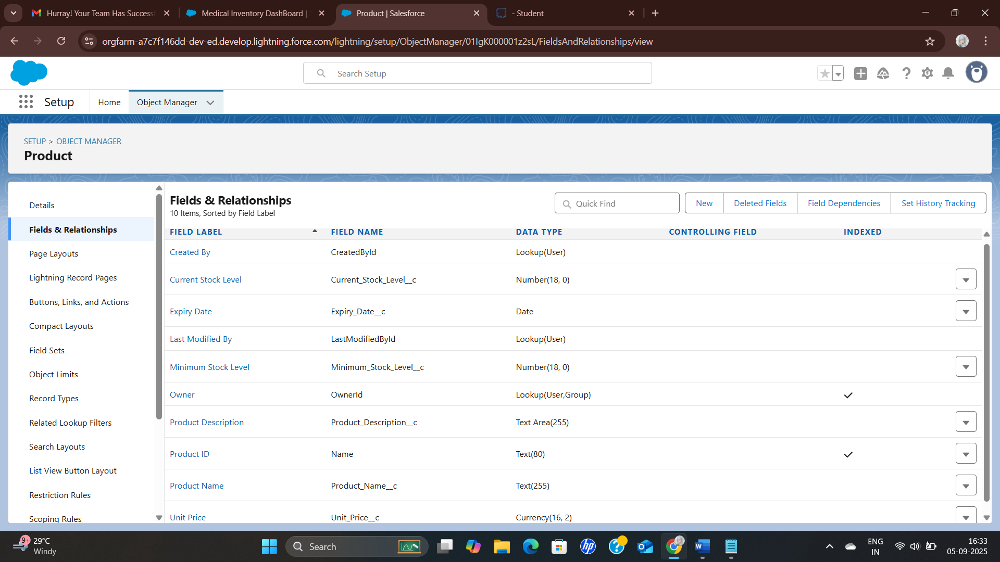 Hurray! Your Team Has Success
Medical Inventory DashBoard |
Product | Salesforce
- Student
orgfarm-a7c7f146dd-dev-ed.develop.lightning.force.com/lightning/setup/ObjectManager/01IgK000001z2sL/FieldsAndRelationships/view
Search Setup
Setup
Home
Object Manager
SETUP > OBJECT MANAGER
Product
Details
Fields & Relationships
Page Layouts
Lightning Record Pages
Buttons, Links, and Actions
Compact Layouts
Field Sets
Object Limits
Record Types
Related Lookup Filters
Search Layouts
List View Button Layout
Restriction Rules
Scoping Rules
Fields & Relationships
10 Items, Sorted by Field Label
Quick Find
New
Deleted Fields
Field Dependencies
Set History Tracking
FIELD LABEL FIELD NAME DATA TYPE CONTROLLING FIELD INDEXED
Created By CreatedById Lookup(User)
Current Stock Level Current_Stock_Level__c Number(18, 0)
Expiry Date Expiry_Date__c Date
Last Modified By LastModifiedById Lookup(User)
Minimum Stock Level Minimum_Stock_Level__c Number(18, 0)
Owner OwnerId Lookup(User,Group)
Product Description Product_Description__c Text Area(255)
Product ID Name Text(80)
Product Name Product_Name__c Text(255)
Unit Price Unit_Price__c Currency(16, 2)
9+
29°C
Windy
Search
ENG
IN
16:33
05-09-2025